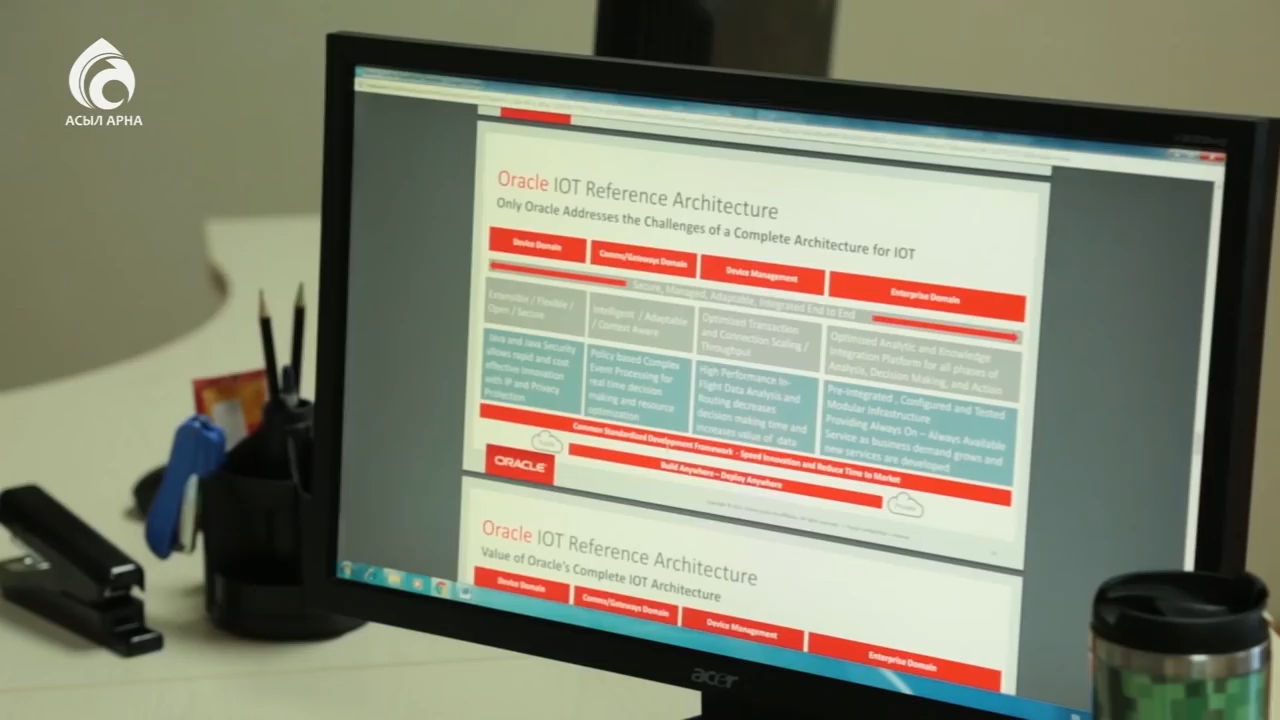 АСЫЛ АРНА
Oracle IOT Reference Architecture
Only Oracle Addresses the Challenges of a Complete Architecture for IOT
Device Domain
Comms/Gateways Domain
Device Management
Enterprise Domain
Secure, Managed, Adaptable, Integrated End to End
Extensible / Flexible /
Open / Secure
Intelligent / Adaptable
/ Context Aware
Optimized Transaction
and Connection Scaling /
Throughput
Optimized Analytic and Knowledge
Integration Platform for all phases of
Analysis, Decision Making, and Action
Java and Java Security
allows rapid and cost
effective innovation
with IP and Privacy
Protection
Policy based Complex
Event Processing for
real time decision
making and resource
optimization
High Performance In-
Flight Data Analysis and
Routing decreases
decision making time and
increases value of data
Pre-Integrated , Configured and Tested
Modular Infrastructure
Providing Always On – Always Available
Service as business demand grows and
new services are developed
Common Standardized Development Framework - Speed Innovation and Reduce Time to Market
Build Anywhere – Deploy Anywhere
ORACLE
Oracle IOT Reference Architecture
Value of Oracle's Complete IOT Architecture
Device Domain
Comms/Gateways Domain
Device Management
Enterprise Domain
acer